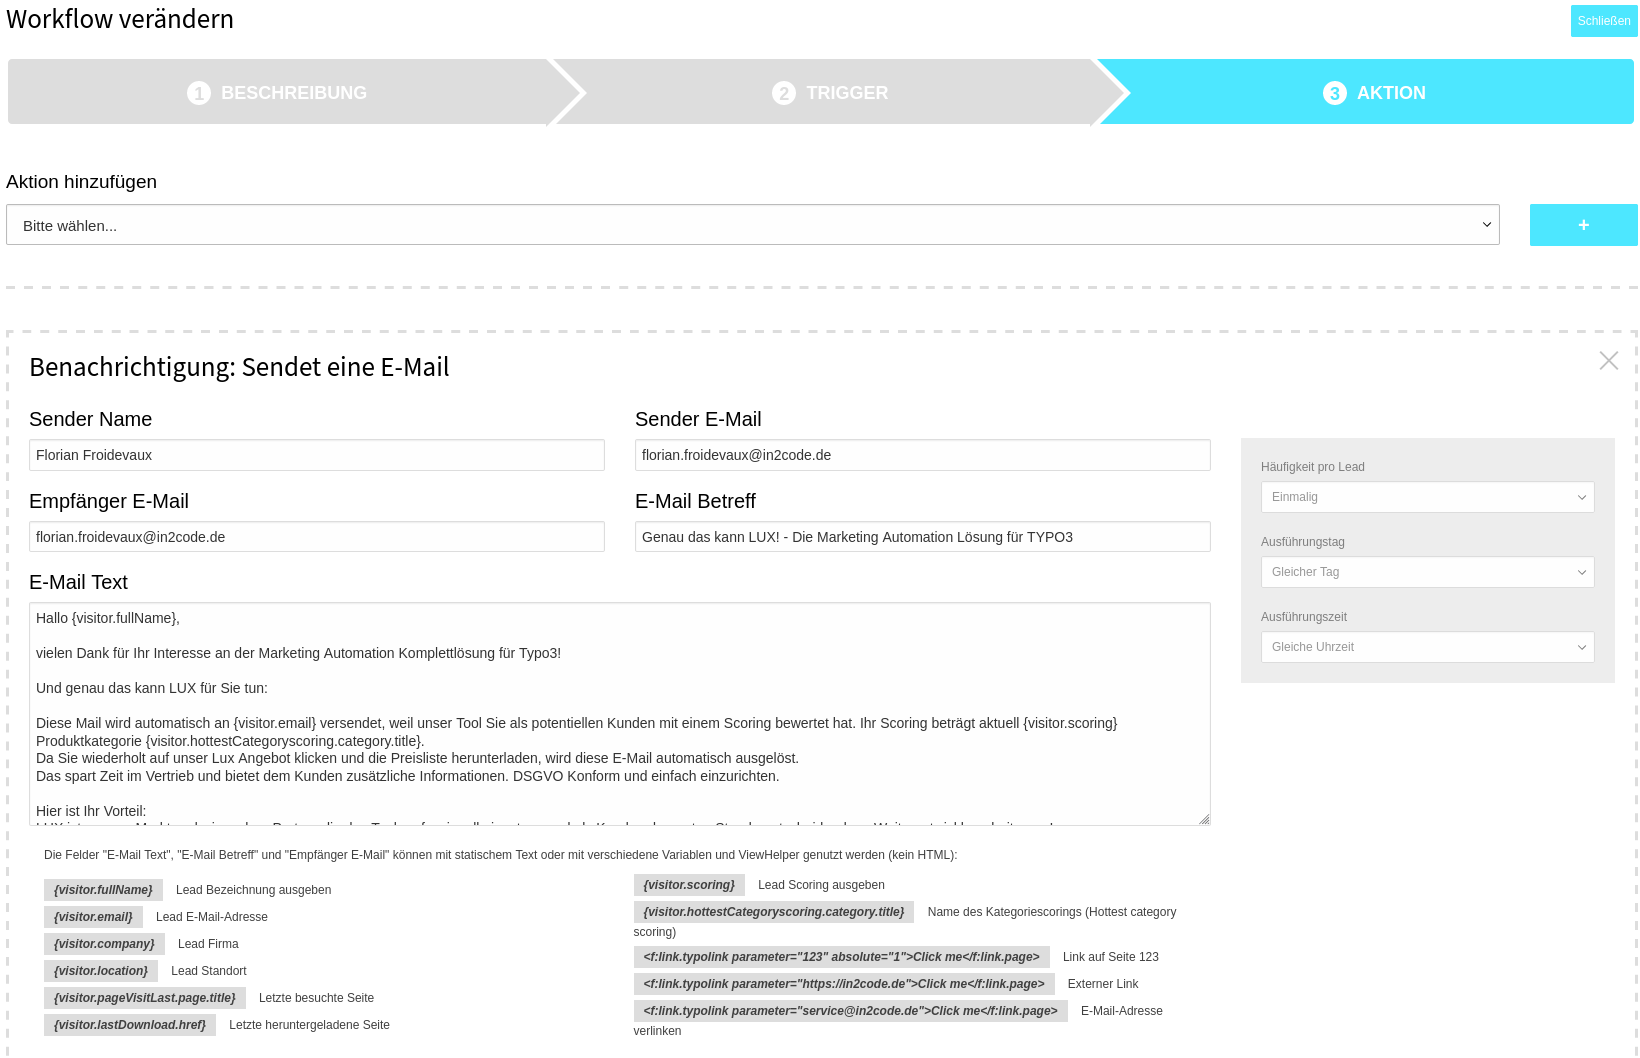 Workflow verändern
Schließen
1 BESCHREIBUNG
2 TRIGGER
3 AKTION
Aktion hinzufügen
Bitte wählen...
+
Benachrichtigung: Sendet eine E-Mail
Sender Name
Sender E-Mail
Florian Froidevaux
florian.froidevaux@in2code.de
Empfänger E-Mail
E-Mail Betreff
florian.froidevaux@in2code.de
Genau das kann LUX! - Die Marketing Automation Lösung für TYPO3
Häufigkeit pro Lead
Einmalig
Ausführungstag
Gleicher Tag
Ausführungszeit
Gleiche Uhrzeit
E-Mail Text
Hallo {visitor.fullName},
vielen Dank für Ihr Interesse an der Marketing Automation Komplettlösung für Typo3!
Und genau das kann LUX für Sie tun:
Diese Mail wird automatisch an {visitor.email} versendet, weil unser Tool Sie als potentiellen Kunden mit einem Scoring bewertet hat. Ihr Scoring beträgt aktuell {visitor.scoring}
Produktkategorie {visitor.hottestCategoryscoring.category.title}.
Da Sie wiederholt auf unser Lux Angebot klicken und die Preisliste herunterladen, wird diese E-Mail automatisch ausgelöst.
Das spart Zeit im Vertrieb und bietet dem Kunden zusätzliche Informationen. DSGVO Konform und einfach einzurichten.
Hier ist Ihr Vorteil:
Die Felder "E-Mail Text", "E-Mail Betreff" und "Empfänger E-Mail" können mit statischem Text oder mit verschiedene Variablen und ViewHelper genutzt werden (kein HTML):
{visitor.fullName} Lead Bezeichnung ausgeben
{visitor.email} Lead E-Mail-Adresse
{visitor.company} Lead Firma
{visitor.location} Lead Standort
{visitor.pageVisitLast.page.title} Letzte besuchte Seite
{visitor.lastDownload.href} Letzte heruntergeladene Seite
{visitor.scoring} Lead Scoring ausgeben
{visitor.hottestCategoryscoring.category.title} Name des Kategoriescorings (Hottest category
scoring)
<f:link.typolink parameter="123" absolute="1">Click me</f:link.page> Link auf Seite 123
<f:link.typolink parameter="https://in2code.de">Click me</f:link.page> Externer Link
<f:link.typolink parameter="service@in2code.de">Click me</f:link.page> E-Mail-Adresse
verlinken